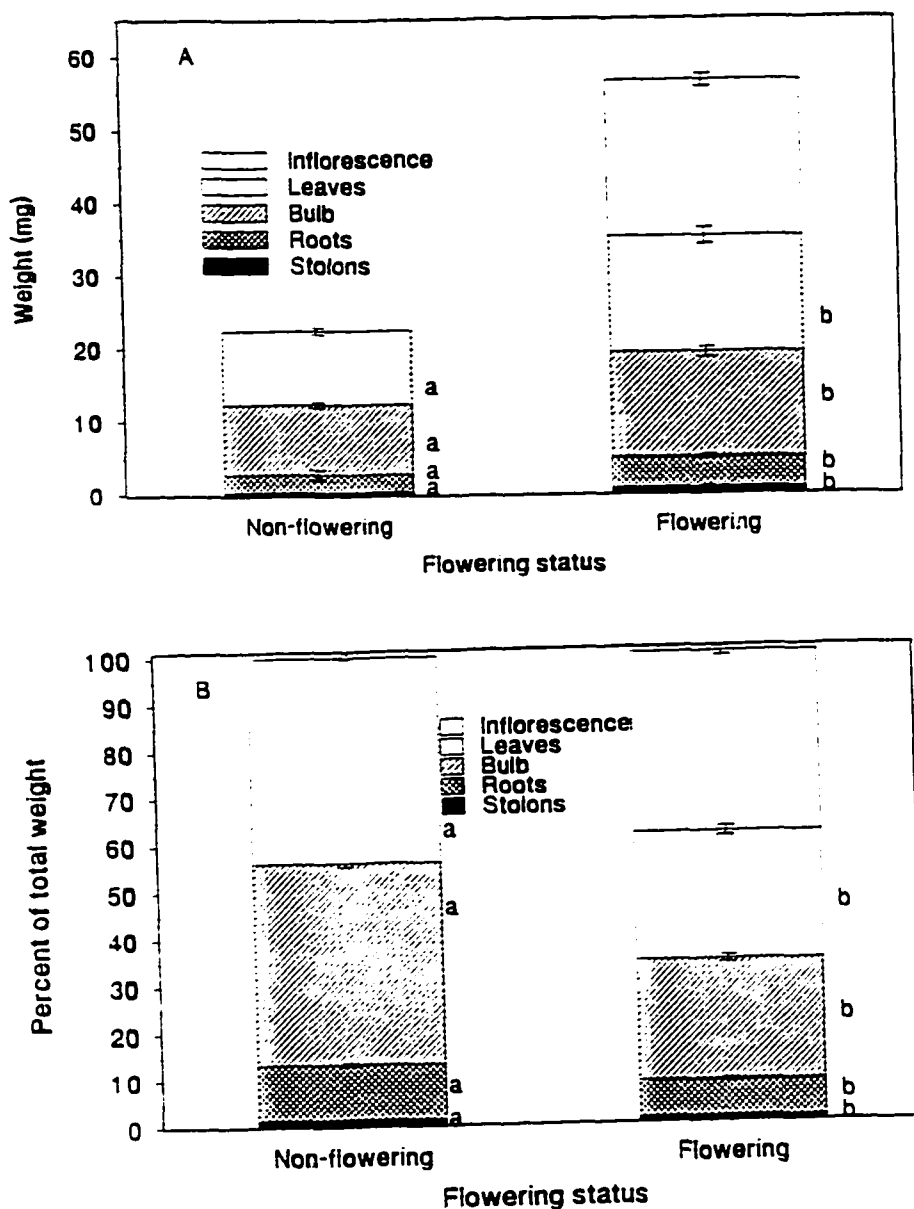 A
60
50
40
30
20
10
0
Weight (mg)
Inflorescence
Leaves
Bulb
Roots
Stolons
a
a
a
a
b
b
b
b
Non-flowering
Flowering
Flowering status
B
100
90
80
70
60
50
40
30
20
10
0
Percent of total weight
Inflorescence
Leaves
Bulb
Roots
Stolons
a
a
a
a
b
b
b
b
Non-flowering
Flowering
Flowering status